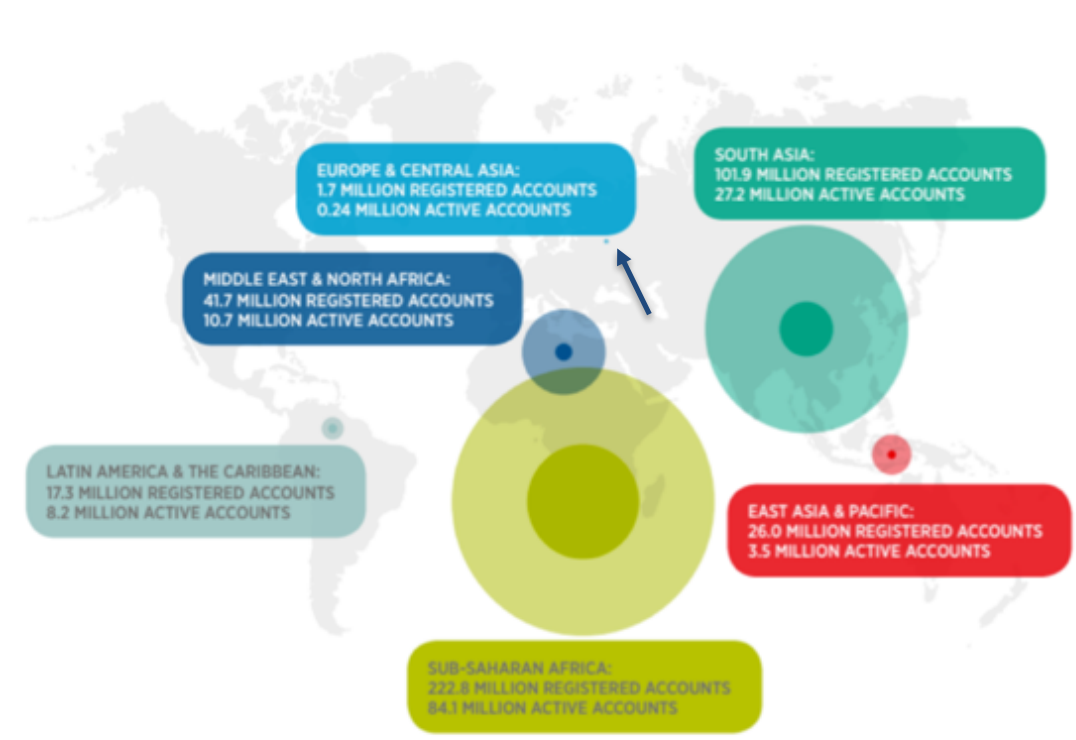 EUROPE & CENTRAL ASIA:
1.7 MILLION REGISTERED ACCOUNTS
0.24 MILLION ACTIVE ACCOUNTS
SOUTH ASIA:
101.9 MILLION REGISTERED ACCOUNTS
27.2 MILLION ACTIVE ACCOUNTS
MIDDLE EAST & NORTH AFRICA:
41.7 MILLION REGISTERED ACCOUNTS
10.7 MILLION ACTIVE ACCOUNTS
LATIN AMERICA & THE CARIBBEAN:
17.3 MILLION REGISTERED ACCOUNTS
8.2 MILLION ACTIVE ACCOUNTS
EAST ASIA & PACIFIC:
26.0 MILLION REGISTERED ACCOUNTS
3.5 MILLION ACTIVE ACCOUNTS
SUB-SAHARAN AFRICA:
222.8 MILLION REGISTERED ACCOUNTS
84.1 MILLION ACTIVE ACCOUNTS